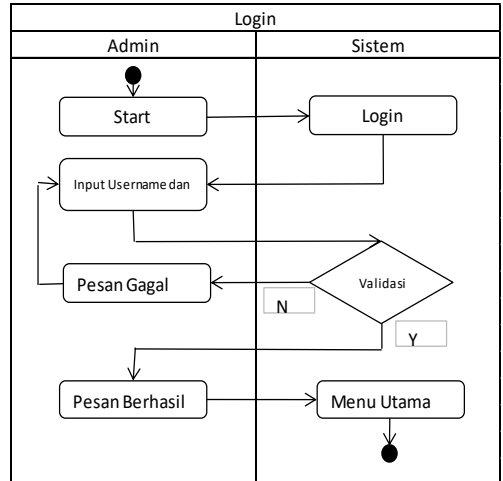 Login
Admin
Sistem
Start
Login
Input Username dan
Pesan Gagal
Validasi
N
Y
Pesan Berhasil
Menu Utama